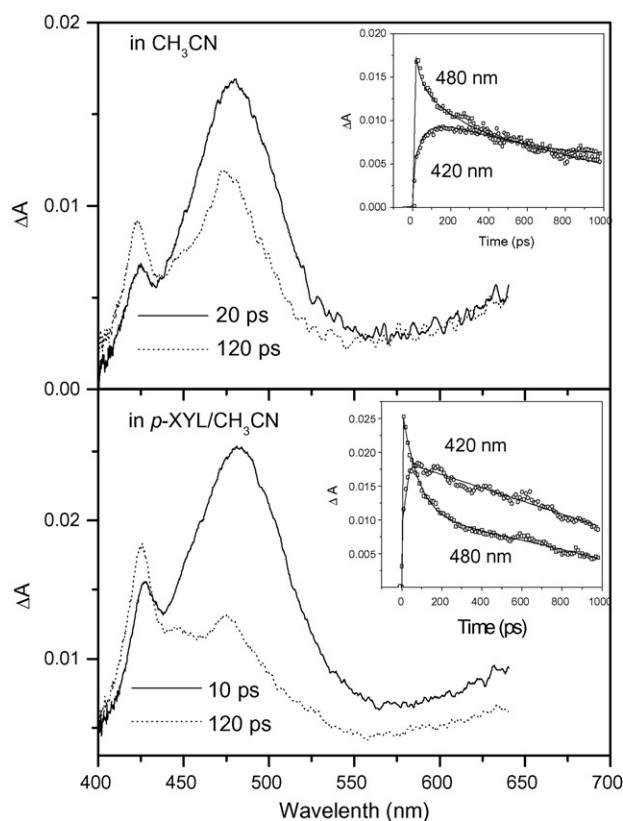 0.02
in CH₃CN
0.020
0.015
0.010
0.005
0.000
ΔA
480 nm
420 nm
0 200 400 600 800 1000
Time (ps)
0.01
ΔA
20 ps
120 ps
0.00
in p-XYL/CH₃CN
0.025
0.020
0.015
0.010
0.005
Δ A
420 nm
480 nm
0 200 400 600 800 1000
Time (ps)
0.02
ΔA
0.01
10 ps
120 ps
400 450 500 550 600 650 700
Wavelenth (nm)